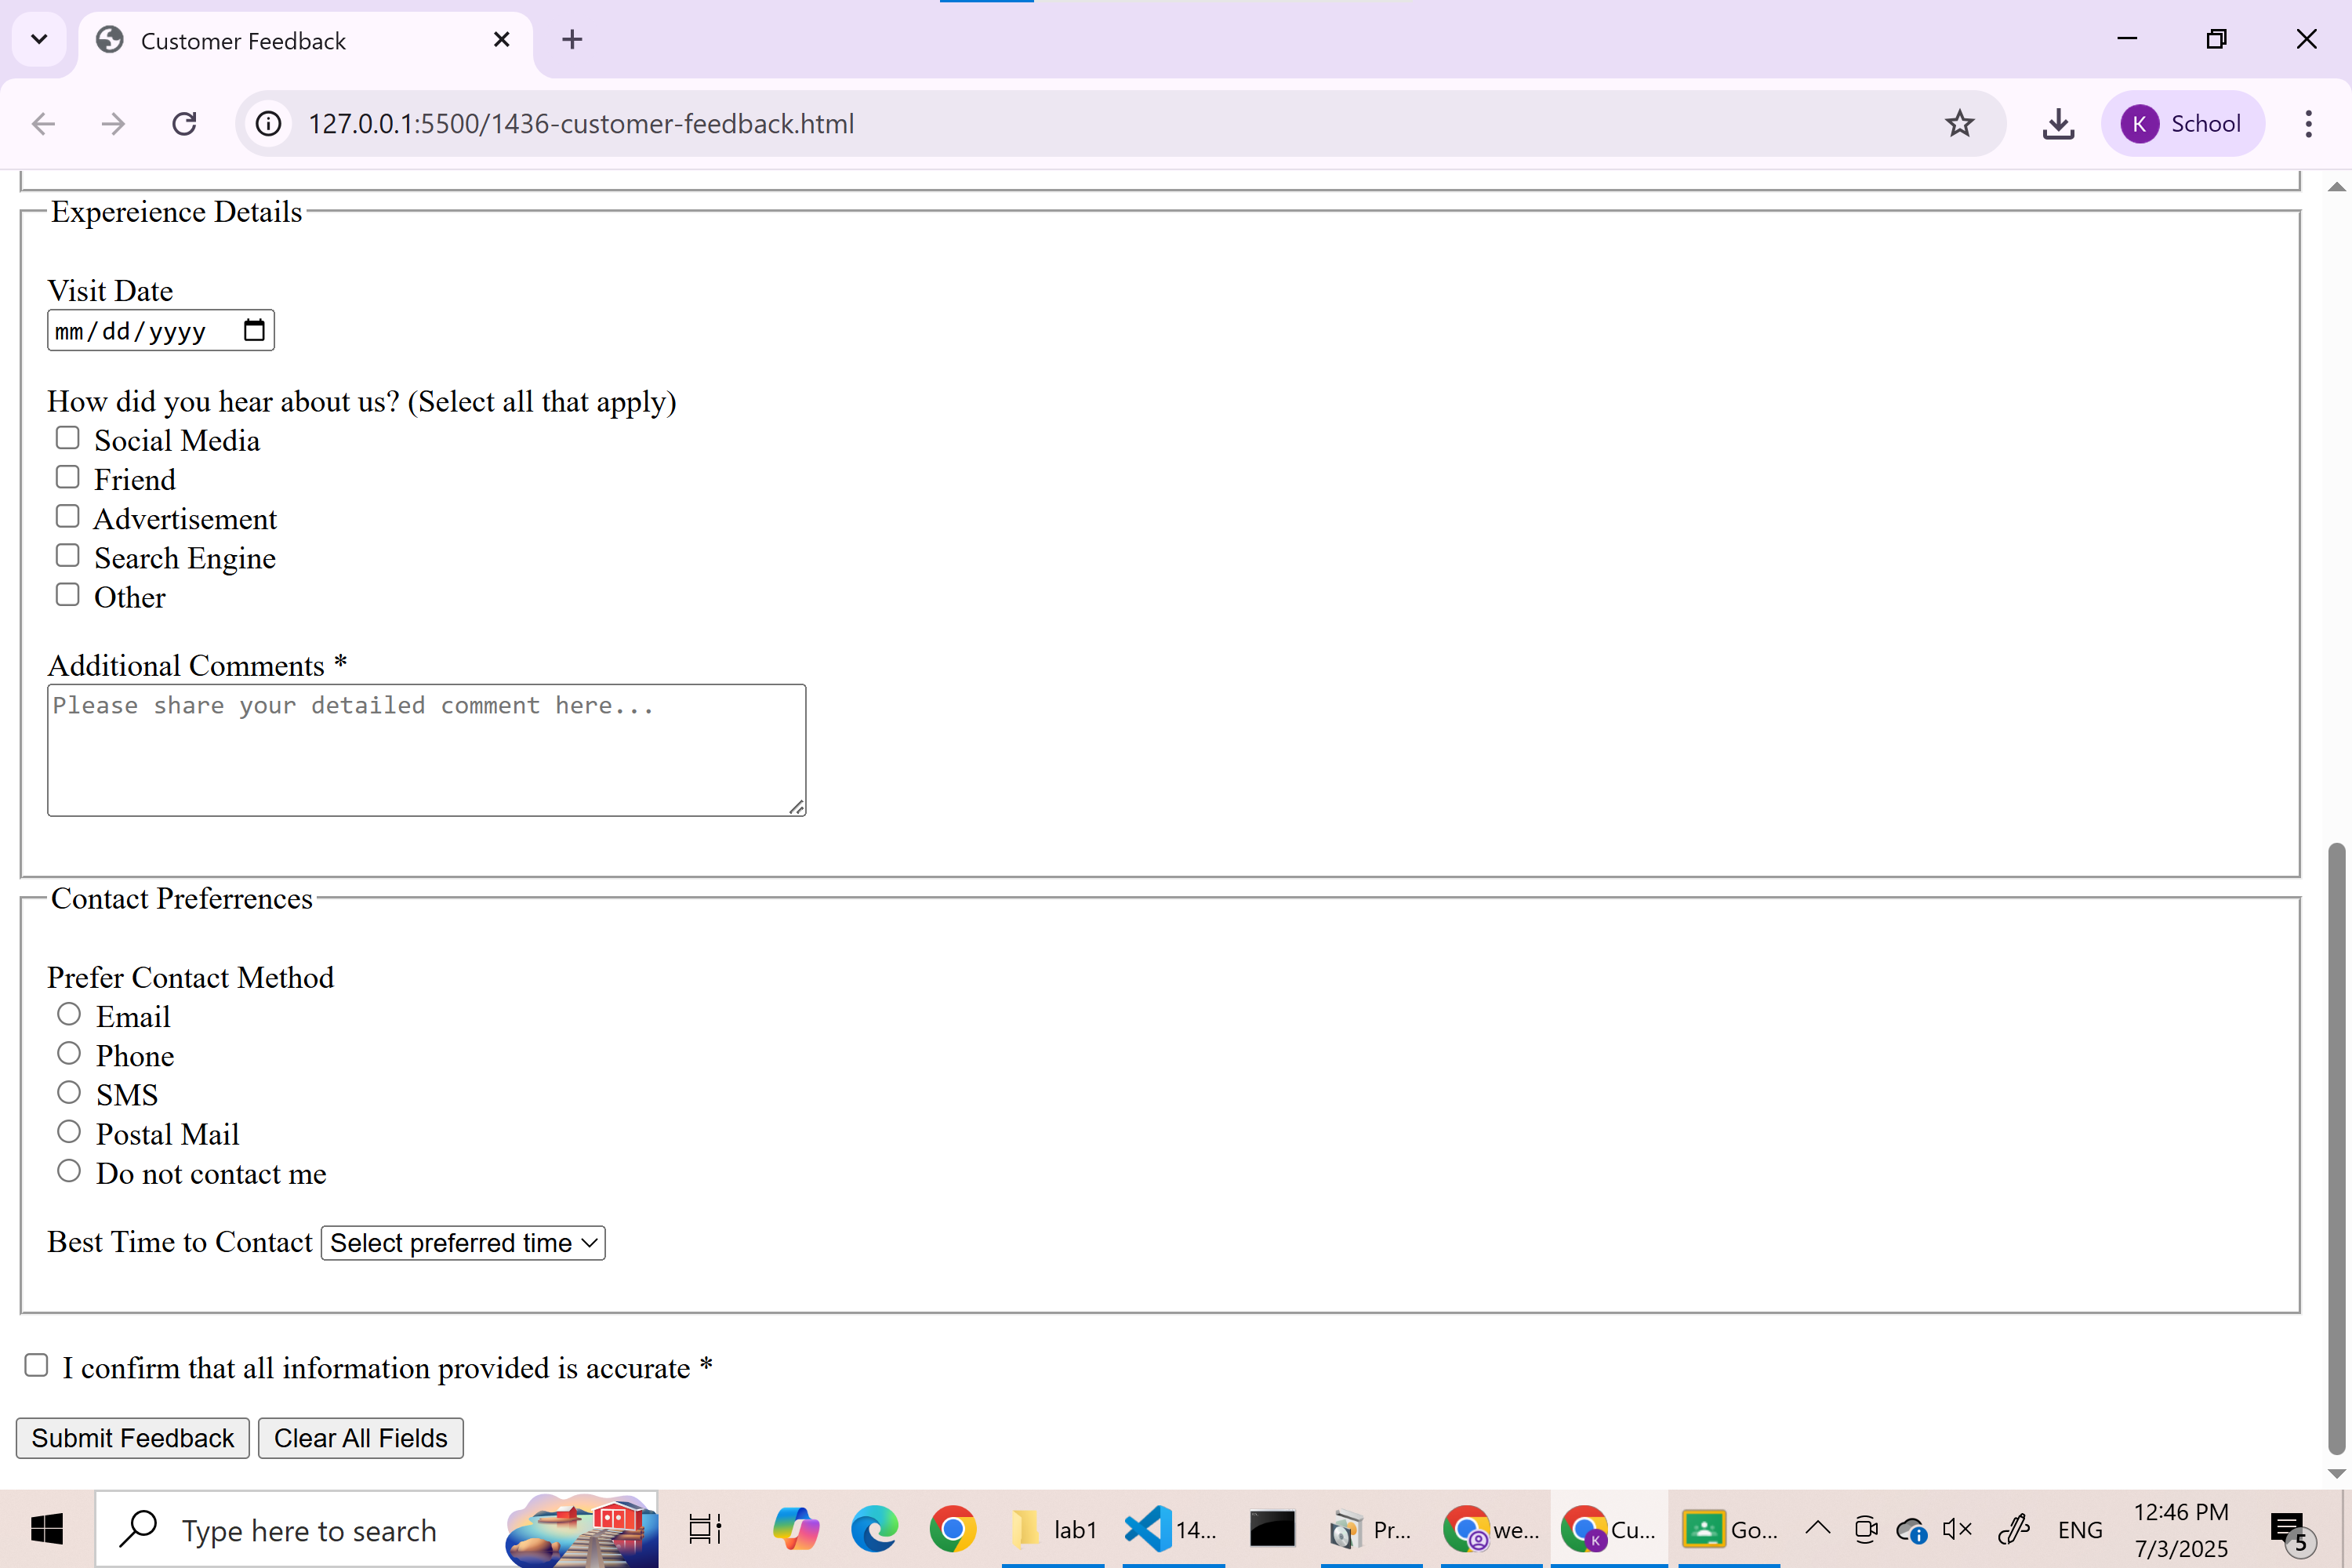 Customer Feedback
127.0.0.1:5500/1436-customer-feedback.html
K School
Expereience Details
Visit Date
mm/dd/yyyy
How did you hear about us? (Select all that apply)
Social Media
Friend
Advertisement
Search Engine
Other
Additional Comments *
Please share your detailed comment here...
Contact Preferrences
Prefer Contact Method
Email
Phone
SMS
Postal Mail
Do not contact me
Best Time to Contact Select preferred time
I confirm that all information provided is accurate *
Submit Feedback Clear All Fields
Type here to search lab1 14... Pr... we... K Cu... Go... ENG 12:46 PM 5
7/3/2025